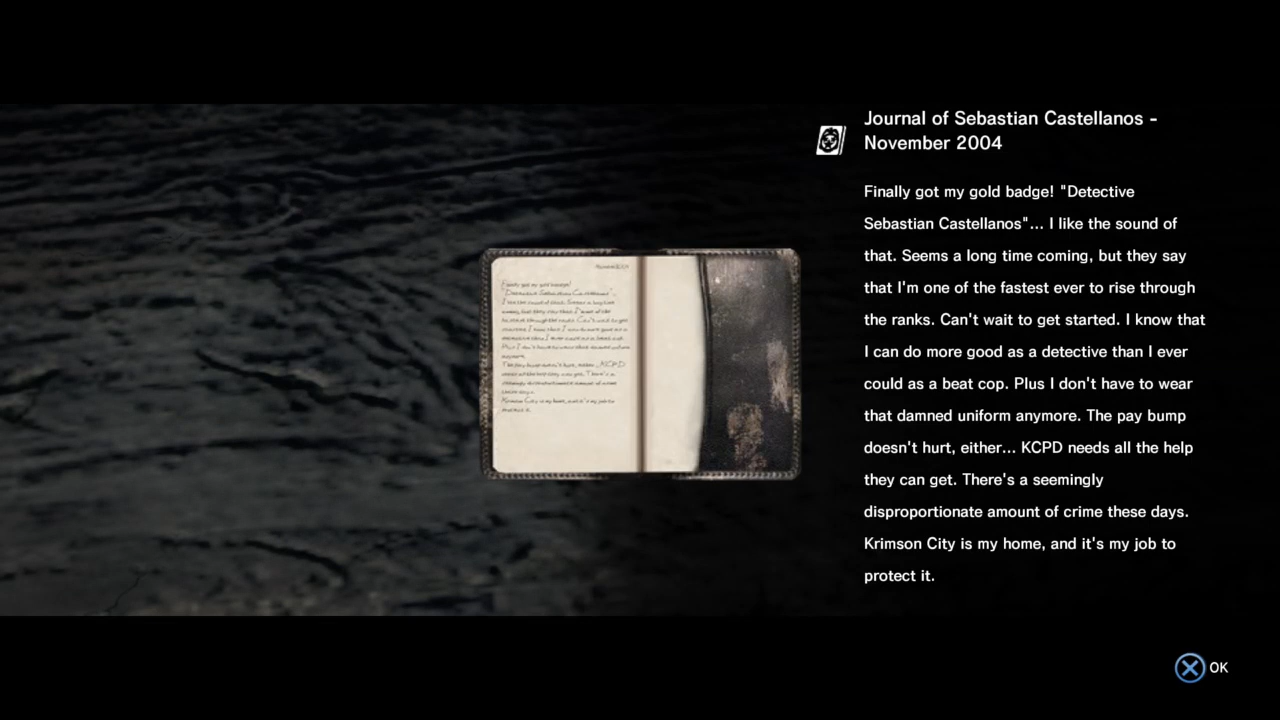 Journal of Sebastian Castellanos -
November 2004
Finally got my gold badge! "Detective
Sebastian Castellanos"... I like the sound of
that. Seems a long time coming, but they say
that I'm one of the fastest ever to rise through
the ranks. Can't wait to get started. I know that
I can do more good as a detective than I ever
could as a beat cop. Plus I don't have to wear
that damned uniform anymore. The pay bump
doesn't hurt, either... KCPD needs all the help
they can get. There's a seemingly
disproportionate amount of crime these days.
Krimson City is my home, and it's my job to
protect it.
OK